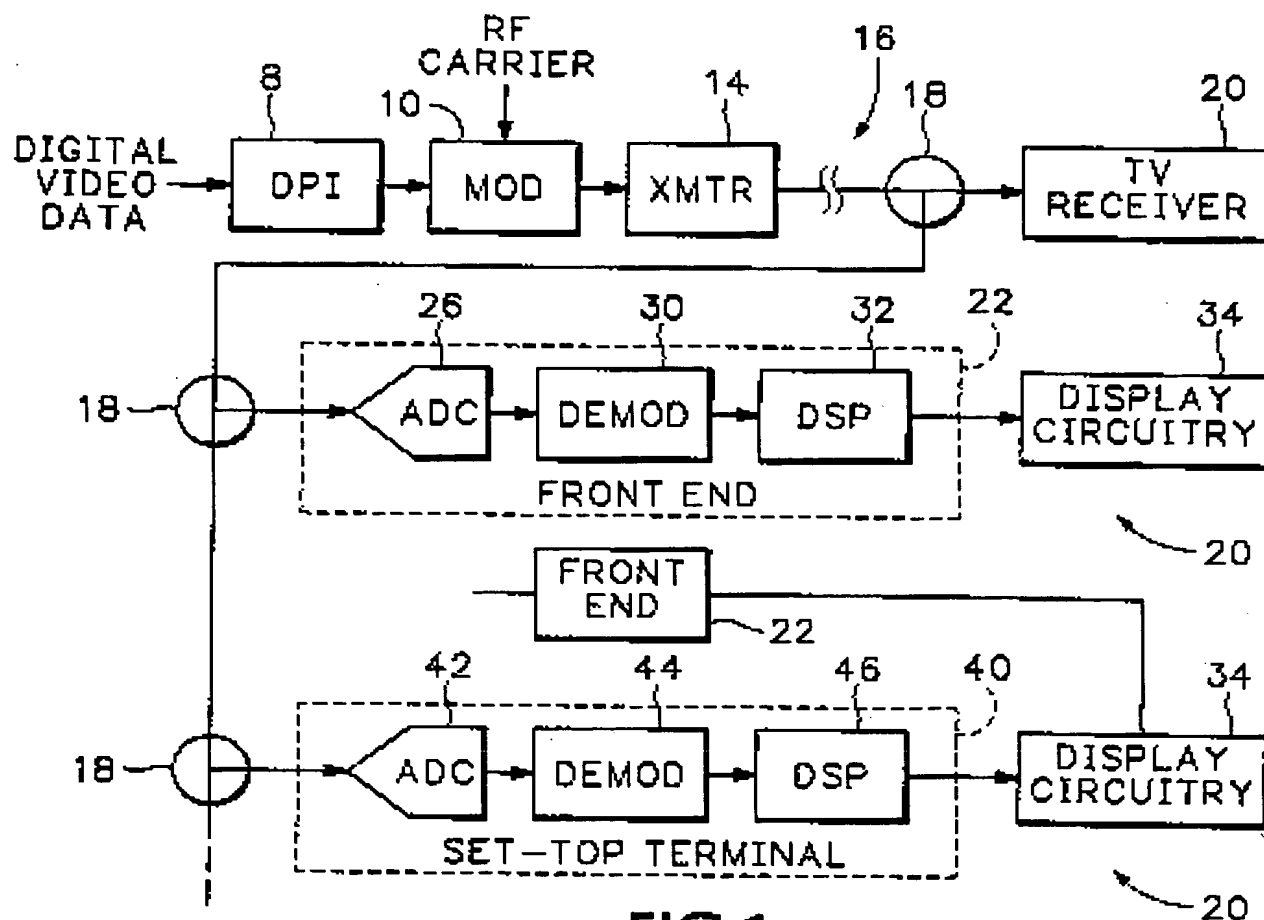 RF
CARRIER
8
10
14
16
18
20
DIGITAL
VIDEO
DATA
DPI
MOD
XMTR
TV
RECEIVER
26
30
32
22
34
18
ADC
DEMOD
DSP
DISPLAY
CIRCUITRY
FRONT END
20
FRONT
END
22
42
44
46
40
34
18
ADC
DEMOD
DSP
DISPLAY
CIRCUITRY
SET-TOP TERMINAL
20
FIG.1